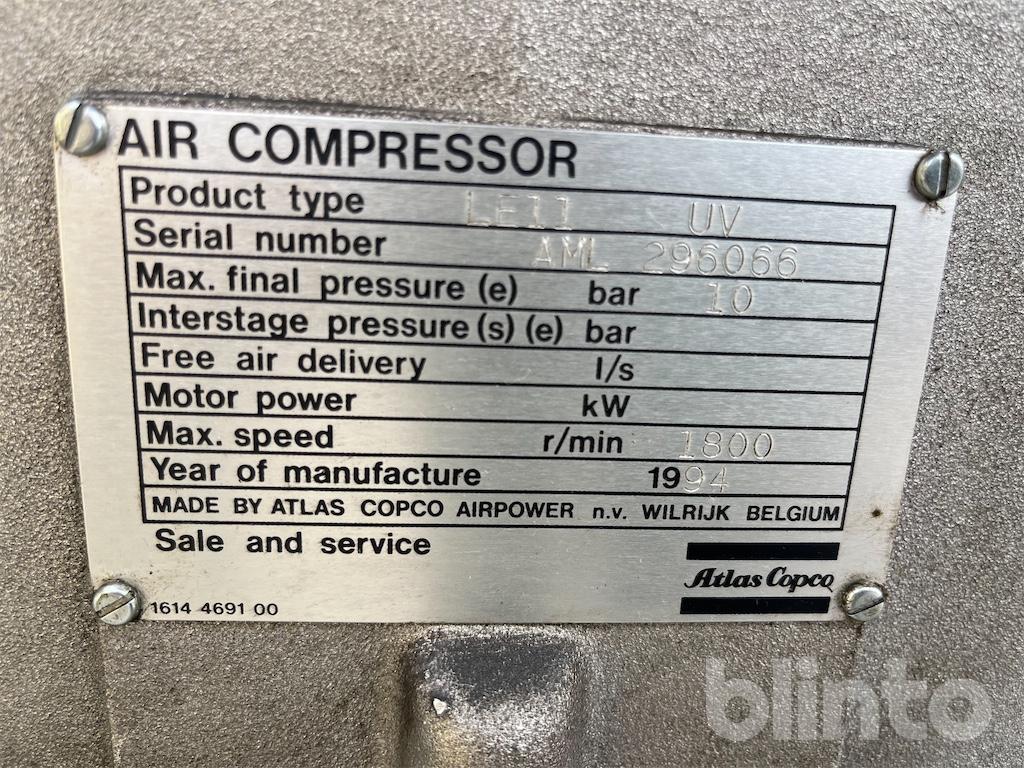 AIR COMPRESSOR
Product type LE11 UV
Serial number AML 296066
Max. final pressure (e) bar 10
Interstage pressure (s) (e) bar
Free air delivery l/s
Motor power kW
Max. speed r/min 1800
Year of manufacture 1994
MADE BY ATLAS COPCO AIRPOWER n.v. WILRIJK BELGIUM
Sale and service
Atlas Copco
1614 4691 00
blinto